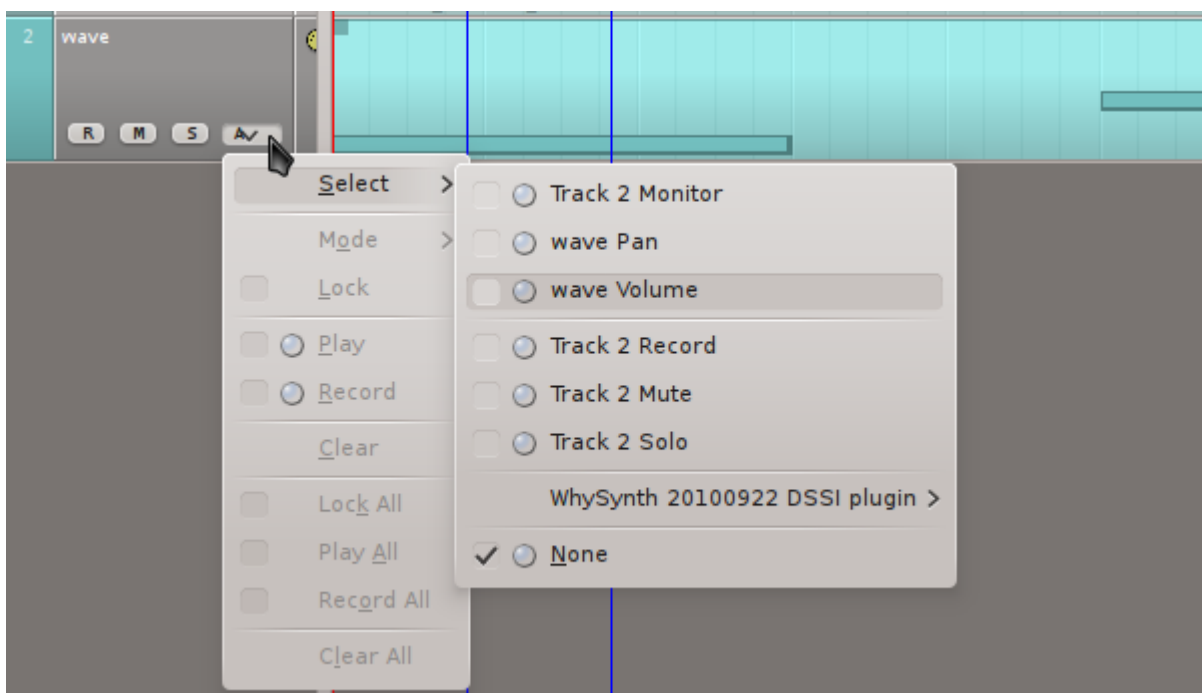 2 wave
R M S A
Select
Mode
Lock
Play
Record
Clear
Lock All
Play All
Record All
Clear All
Track 2 Monitor
wave Pan
wave Volume
Track 2 Record
Track 2 Mute
Track 2 Solo
WhySynth 20100922 DSSI plugin
None